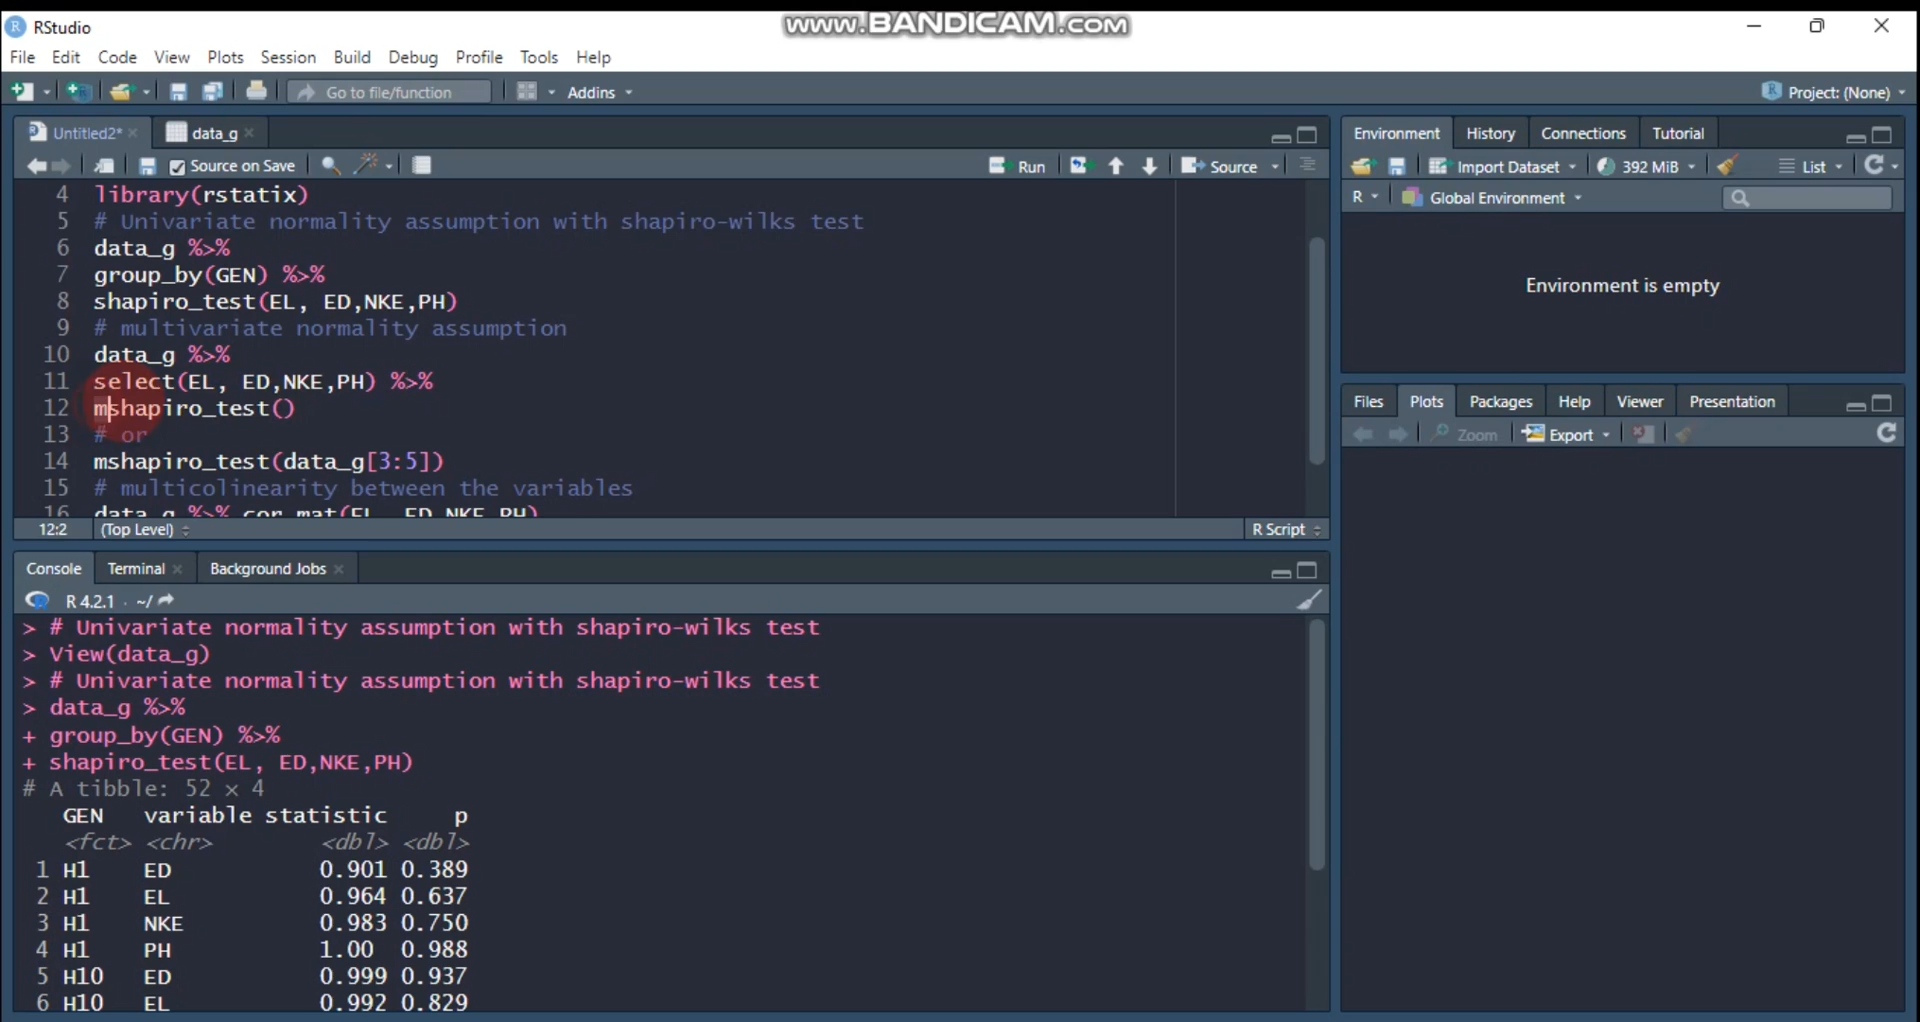 www.BANDICAM.com
RStudio
File Edit Code View Plots Session Build Debug Profile Tools Help
Go to file/function Addins Project: (None)
Untitled2* data_g
Source on Save Run Source
4 library(rstatix)
5 # Univariate normality assumption with shapiro-wilks test
6 data_g %>%
7 group_by(GEN) %>%
8 shapiro_test(EL, ED,NKE,PH)
9 # multivariate normality assumption
10 data_g %>%
11 select(EL, ED,NKE,PH) %>%
12 mshapiro_test()
13 # or
14 mshapiro_test(data_g[3:5])
15 # multicolinearity between the variables
16 data_g %>% cor_mat(EL, ED,NKE,PH)
12:2 (Top Level) R Script
Console Terminal Background Jobs
R 4.2.1 · ~/
> # Univariate normality assumption with shapiro-wilks test
> View(data_g)
> # Univariate normality assumption with shapiro-wilks test
> data_g %>%
+ group_by(GEN) %>%
+ shapiro_test(EL, ED,NKE,PH)
# A tibble: 52 × 4
GEN variable statistic p
<fct> <chr> <dbl> <dbl>
1 H1 ED 0.901 0.389
2 H1 EL 0.964 0.637
3 H1 NKE 0.983 0.750
4 H1 PH 1.00 0.988
5 H10 ED 0.999 0.937
6 H10 EL 0.992 0.829
Environment History Connections Tutorial
Import Dataset 392 MiB List
R Global Environment
Environment is empty
Files Plots Packages Help Viewer Presentation
Zoom Export